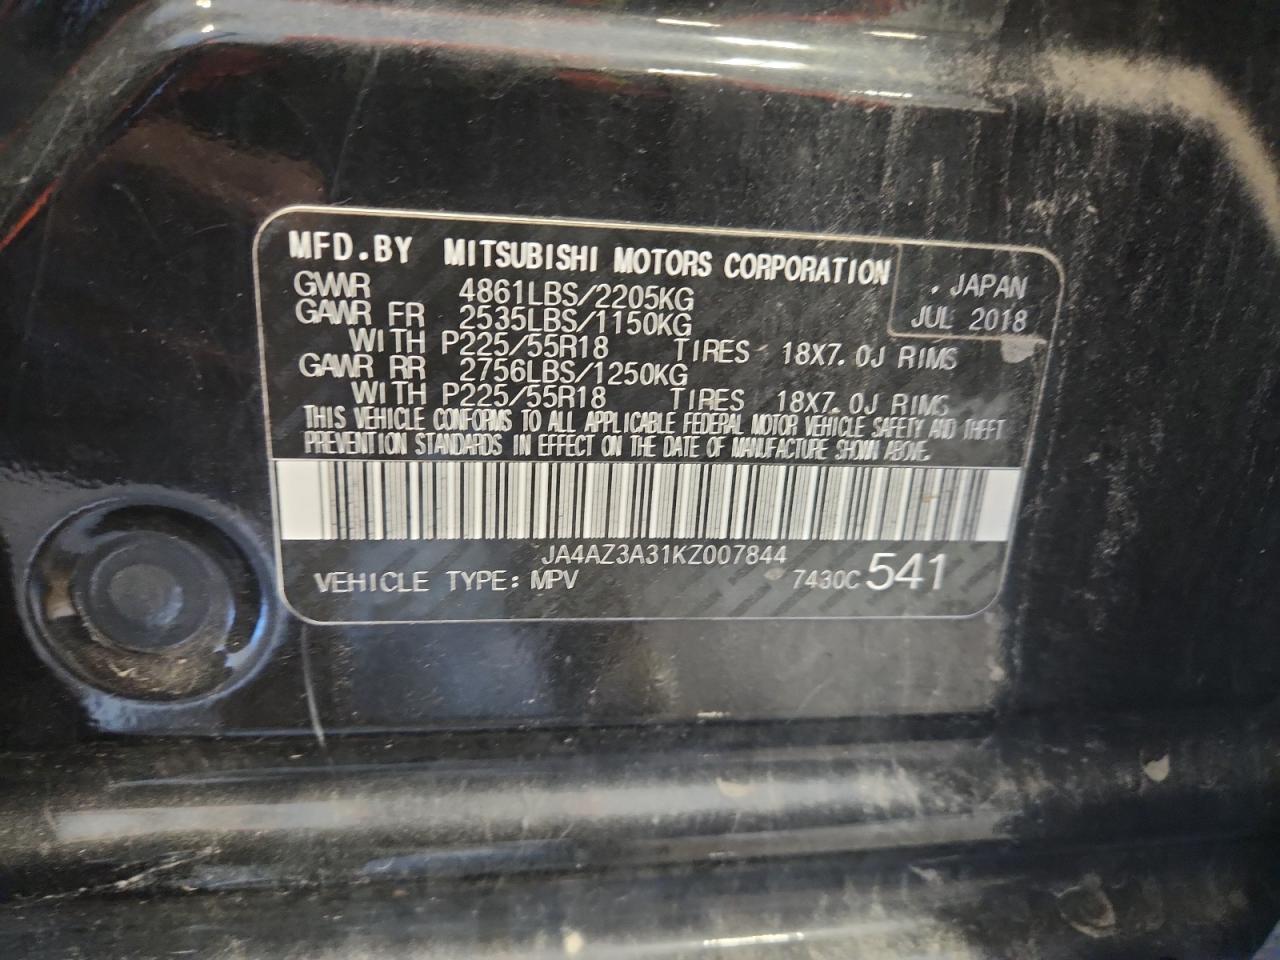 MFD.BY MITSUBISHI MOTORS CORPORATION
. JAPAN
JUL 2018
GVWR 4861LBS/2205KG
GAWR FR 2535LBS/1150KG
WITH P225/55R18 TIRES 18X7.0J RIMS
GAWR RR 2756LBS/1250KG
WITH P225/55R18 TIRES 18X7.0J RIMS
THIS VEHICLE CONFORMS TO ALL APPLICABLE FEDERAL MOTOR VEHICLE SAFETY AND THEFT
PREVENTION STANDARDS IN EFFECT ON THE DATE OF MANUFACTURE SHOWN ABOVE.
JA4AZ3A31KZ007844
VEHICLE TYPE: MPV 7430C 541